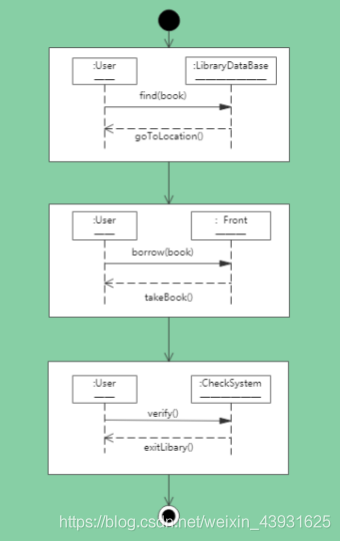 :User
:LibraryDataBase
find(book)
goToLocation()
:User
: Front
borrow(book)
takeBook()
:User
:CheckSystem
verify()
exitLibary()
https://blog.csdn.net/weixin_43931625